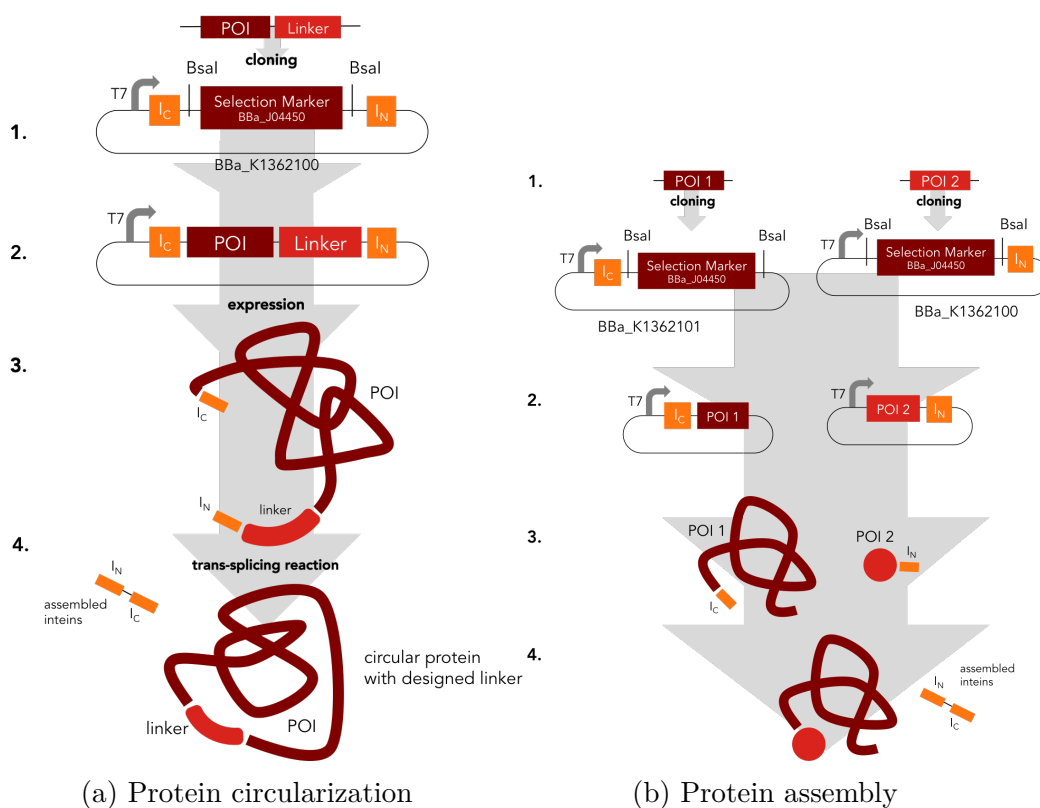 POI Linker
cloning
BsaI BsaI
T7
I_C
Selection Marker
BBa_J04450
I_N
1.
BBa_K1362100
T7
I_C POI Linker I_N
2.
expression
3.
POI
I_C
I_N
linker
4.
trans-splicing reaction
I_N
I_C
assembled
inteins
circular protein
with designed linker
linker
POI
(a) Protein circularization
1.
POI 1
cloning
POI 2
cloning
BsaI BsaI
T7
I_C
Selection Marker
BBa_J04450
BBa_K1362101
T7
BsaI BsaI
Selection Marker
BBa_J04450
I_N
BBa_K1362100
2.
T7
I_C POI 1
T7
POI 2 I_N
3.
POI 1
I_C
POI 2
I_N
4.
assembled
inteins
I_N
I_C
(b) Protein assembly